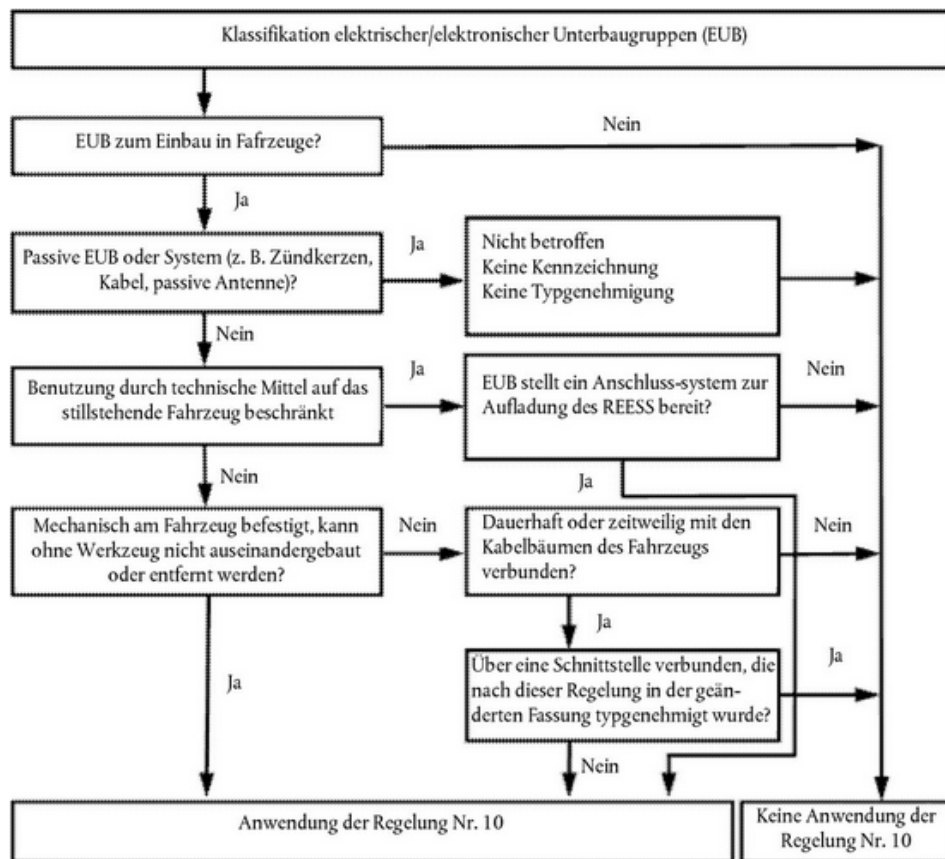 Klassifikation elektrischer/elektronischer Unterbaugruppen (EUB)
EUB zum Einbau in Fafrzeuge?
Nein
Ja
Passive EUB oder System (z. B. Zündkerzen,
Kabel, passive Antenne)?
Ja
Nicht betroffen
Keine Kennzeichnung
Keine Typgenehmigung
Nein
Benutzung durch technische Mittel auf das
stillstehende Fahrzeug beschränkt
Ja
EUB stellt ein Anschluss-system zur
Aufladung des REESS bereit?
Nein
Nein
Ja
Mechanisch am Fahrzeug befestigt, kann
ohne Werkzeug nicht auseinandergebaut
oder entfernt werden?
Nein
Dauerhaft oder zeitweilig mit den
Kabelbäumen des Fahrzeugs
verbunden?
Nein
Ja
Ja
Über eine Schnittstelle verbunden, die
nach dieser Regelung in der geän-
derten Fassung typgenehmigt wurde?
Ja
Nein
Anwendung der Regelung Nr. 10
Keine Anwendung der
Regelung Nr. 10